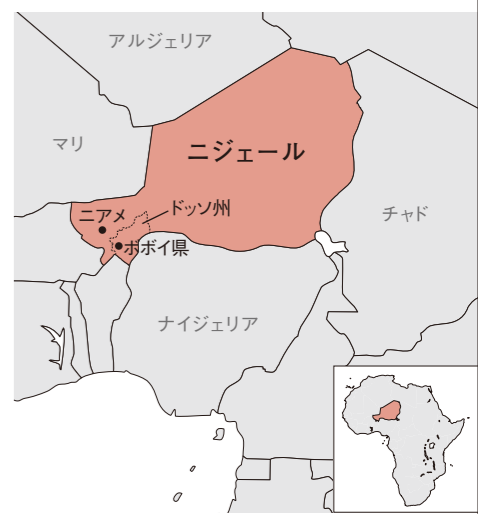 アルジェリア
マリ
ニジェール
チャド
ニアメ
ドッソ州
ボボイ県
ナイジェリア